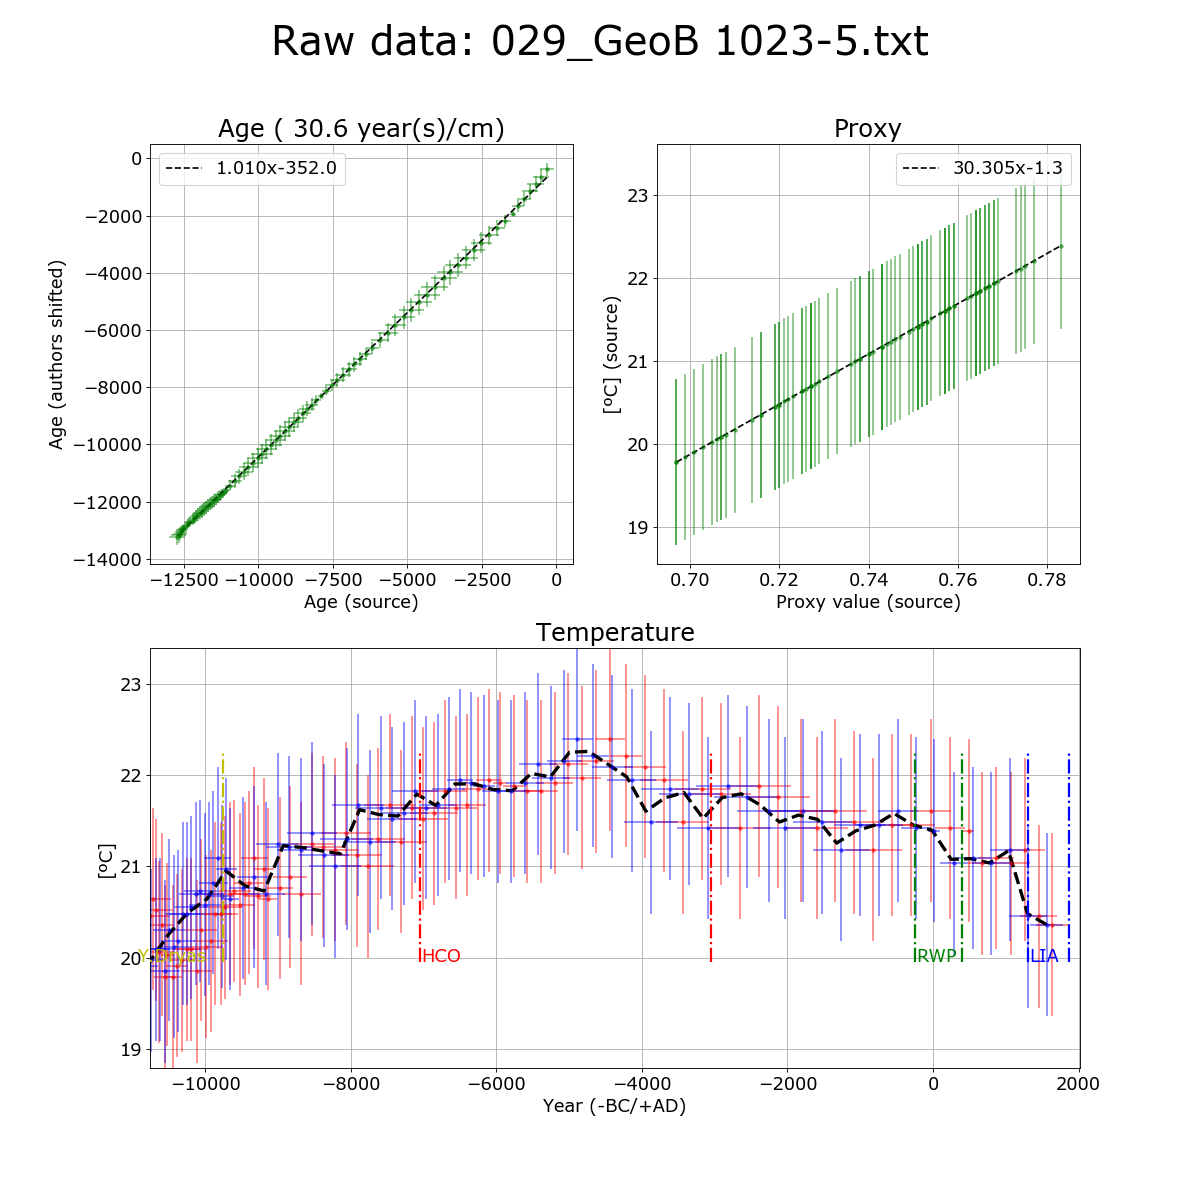 Raw data: 029_GeoB 1023-5.txt
Age ( 30.6 year(s)/cm)
1.010x-352.0
Age (authors shifted)
0
−2000
−4000
−6000
−8000
−10000
−12000
−14000
−12500 −10000 −7500 −5000 −2500 0
Age (source)
Proxy
30.305x-1.3
[ºC] (source)
23
22
21
20
19
0.70 0.72 0.74 0.76 0.78
Proxy value (source)
Temperature
[ºC]
23
22
21
20
19
HCO RWP LIA
−10000 −8000 −6000 −4000 −2000 0 2000
Year (-BC/+AD)